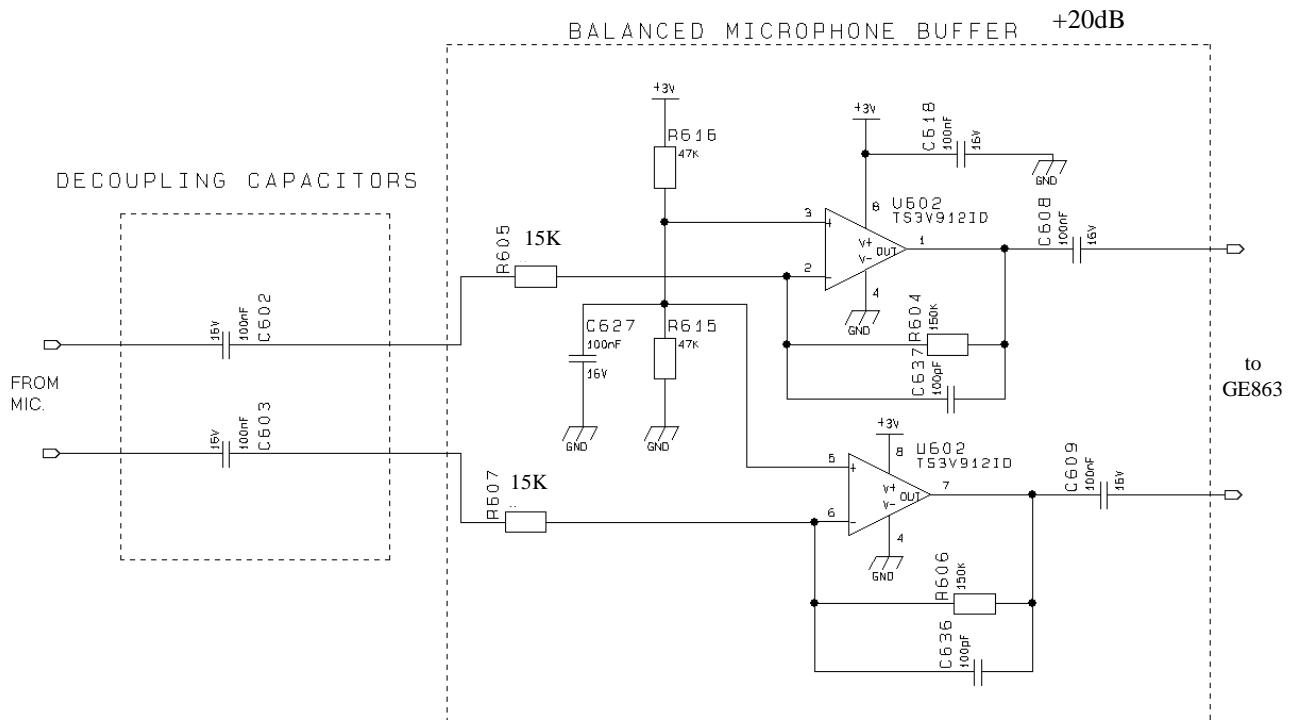 BALANCED MICROPHONE BUFFER +20dB
DECOUPLING CAPACITORS
+3V
R616
47K
+3V
C618
100nF
16V
GND
U602
TS3V912ID
8
3
+
2
-
V+
V-
OUT
1
4
GND
C608
100nF
16V
R605
15K
C602
16V
100nF
C627
100nF
16V
GND
R615
47K
GND
R604
150K
C637
100pF
FROM
MIC.
to
GE863
C603
16V
100nF
+3V
8
U602
TS3V912ID
5
+
6
-
V+
V-
OUT
7
4
GND
C609
100nF
16V
R607
15K
R606
150K
C636
100pF